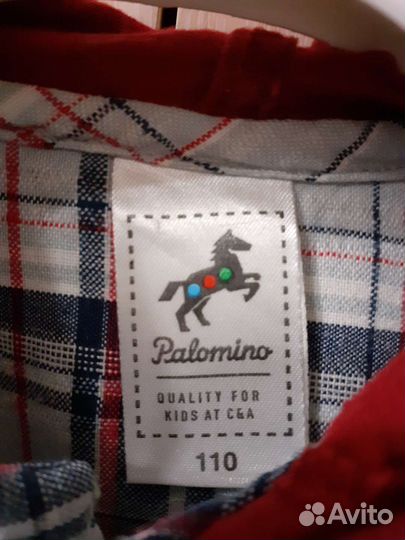 Palomino
QUALITY FOR
KIDS AT C&A
110
Avito